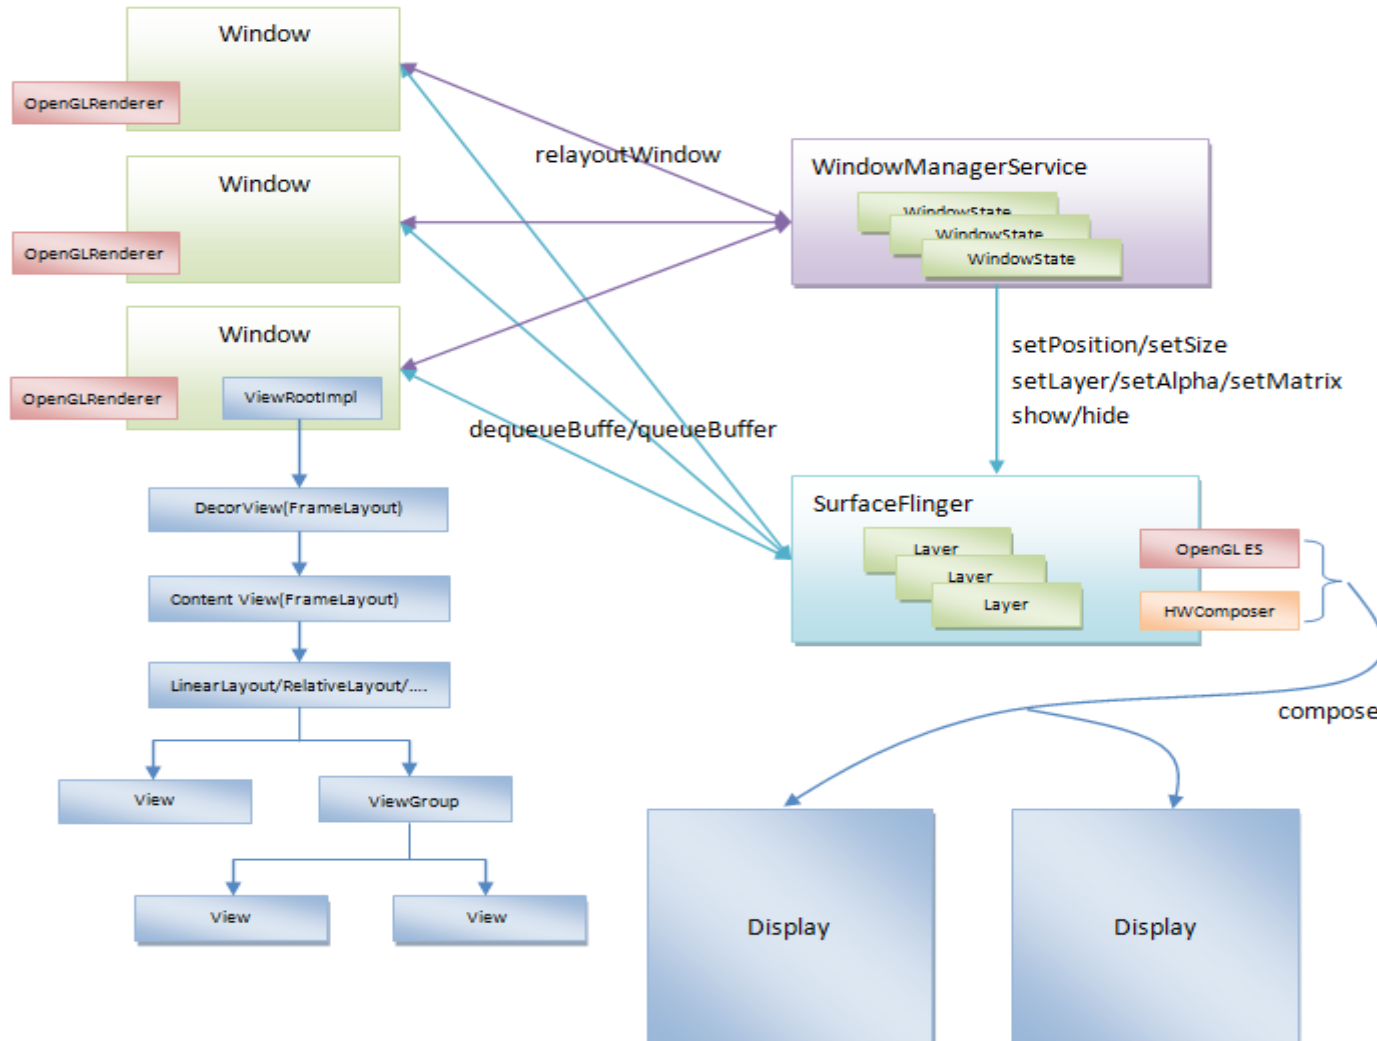 Window
OpenGLRenderer
relayoutWindow
WindowManagerService
Window
WindowState
WindowState
WindowState
OpenGLRenderer
Window
setPosition/setSize
setLayer/setAlpha/setMatrix
show/hide
OpenGLRenderer
ViewRootImpl
dequeueBuffe/queueBuffer
DecorView(FrameLayout)
SurfaceFlinger
Layer
Layer
Layer
OpenGL ES
HWComposer
Content View(FrameLayout)
LinearLayout/RelativeLayout/....
compose
View
ViewGroup
View
View
Display
Display